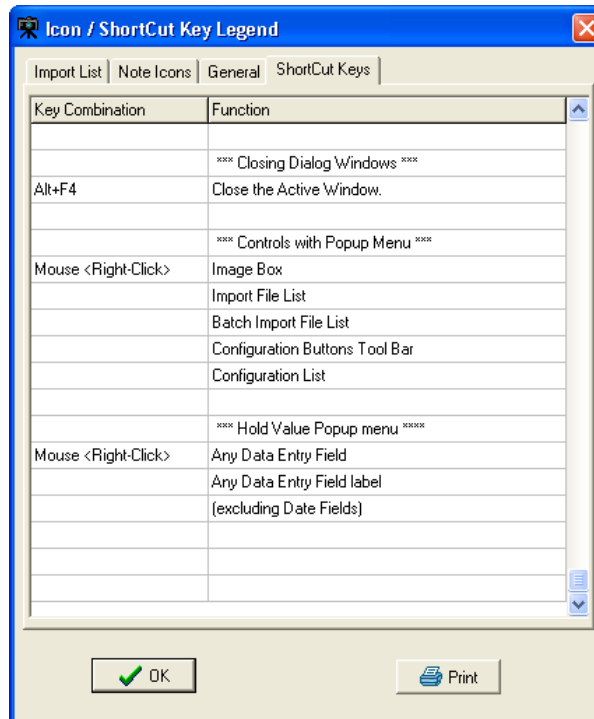 Icon / ShortCut Key Legend
Import List Note Icons General ShortCut Keys
Key Combination Function
*** Closing Dialog Windows ***
Alt+F4 Close the Active Window.
*** Controls with Popup Menu ***
Mouse <Right-Click> Image Box
Import File List
Batch Import File List
Configuration Buttons Tool Bar
Configuration List
*** Hold Value Popup menu ****
Mouse <Right-Click> Any Data Entry Field
Any Data Entry Field label
(excluding Date Fields)
OK Print